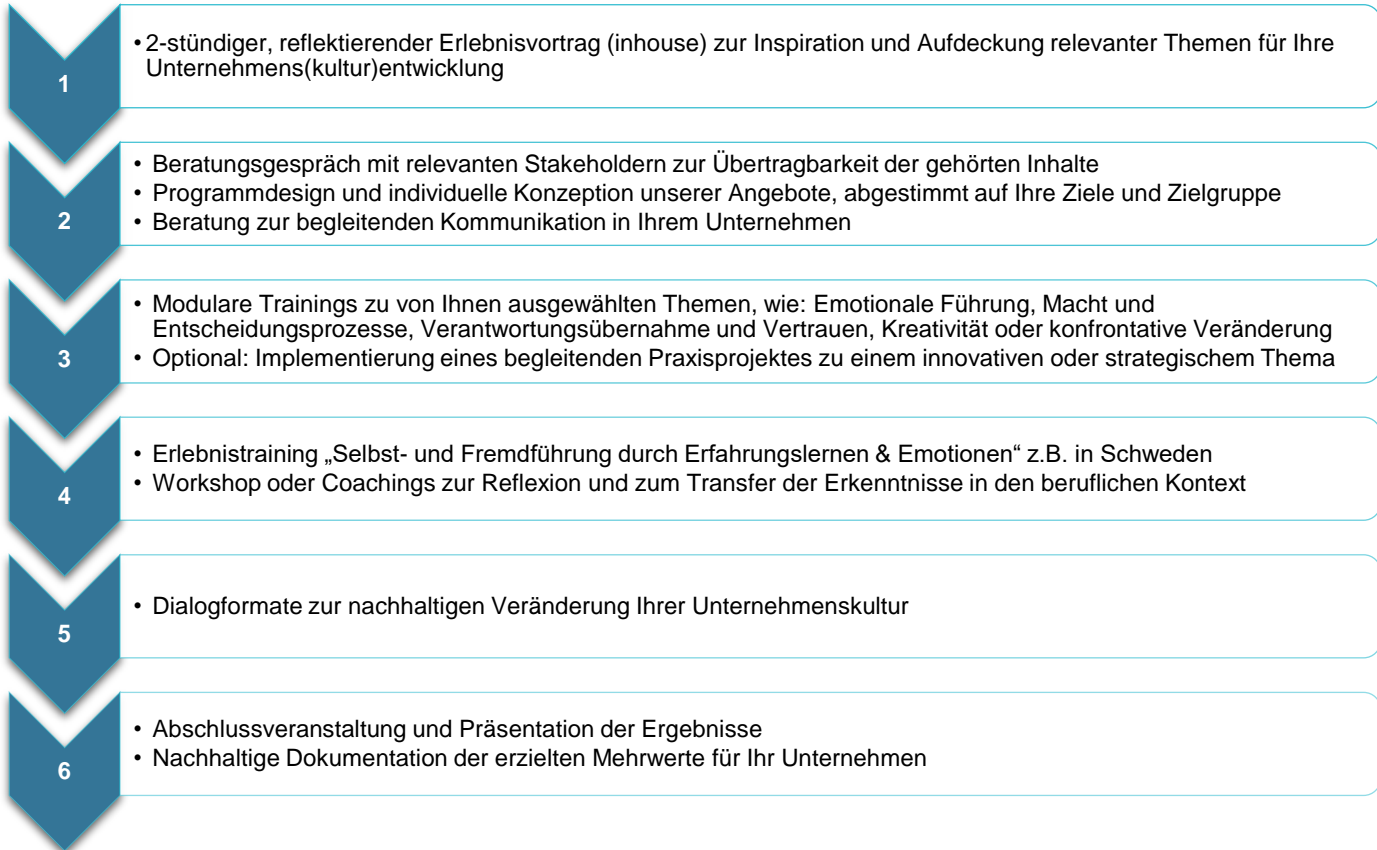 1
• 2-stündiger, reflektierender Erlebnisvortrag (inhouse) zur Inspiration und Aufdeckung relevanter Themen für Ihre
Unternehmens(kultur)entwicklung
2
• Beratungsgespräch mit relevanten Stakeholdern zur Übertragbarkeit der gehörten Inhalte
• Programmdesign und individuelle Konzeption unserer Angebote, abgestimmt auf Ihre Ziele und Zielgruppe
• Beratung zur begleitenden Kommunikation in Ihrem Unternehmen
3
• Modulare Trainings zu von Ihnen ausgewählten Themen, wie: Emotionale Führung, Macht und
Entscheidungsprozesse, Verantwortungsübernahme und Vertrauen, Kreativität oder konfrontative Veränderung
• Optional: Implementierung eines begleitenden Praxisprojektes zu einem innovativen oder strategischem Thema
4
• Erlebnistraining „Selbst- und Fremdführung durch Erfahrungslernen & Emotionen“ z.B. in Schweden
• Workshop oder Coachings zur Reflexion und zum Transfer der Erkenntnisse in den beruflichen Kontext
5
• Dialogformate zur nachhaltigen Veränderung Ihrer Unternehmenskultur
6
• Abschlussveranstaltung und Präsentation der Ergebnisse
• Nachhaltige Dokumentation der erzielten Mehrwerte für Ihr Unternehmen